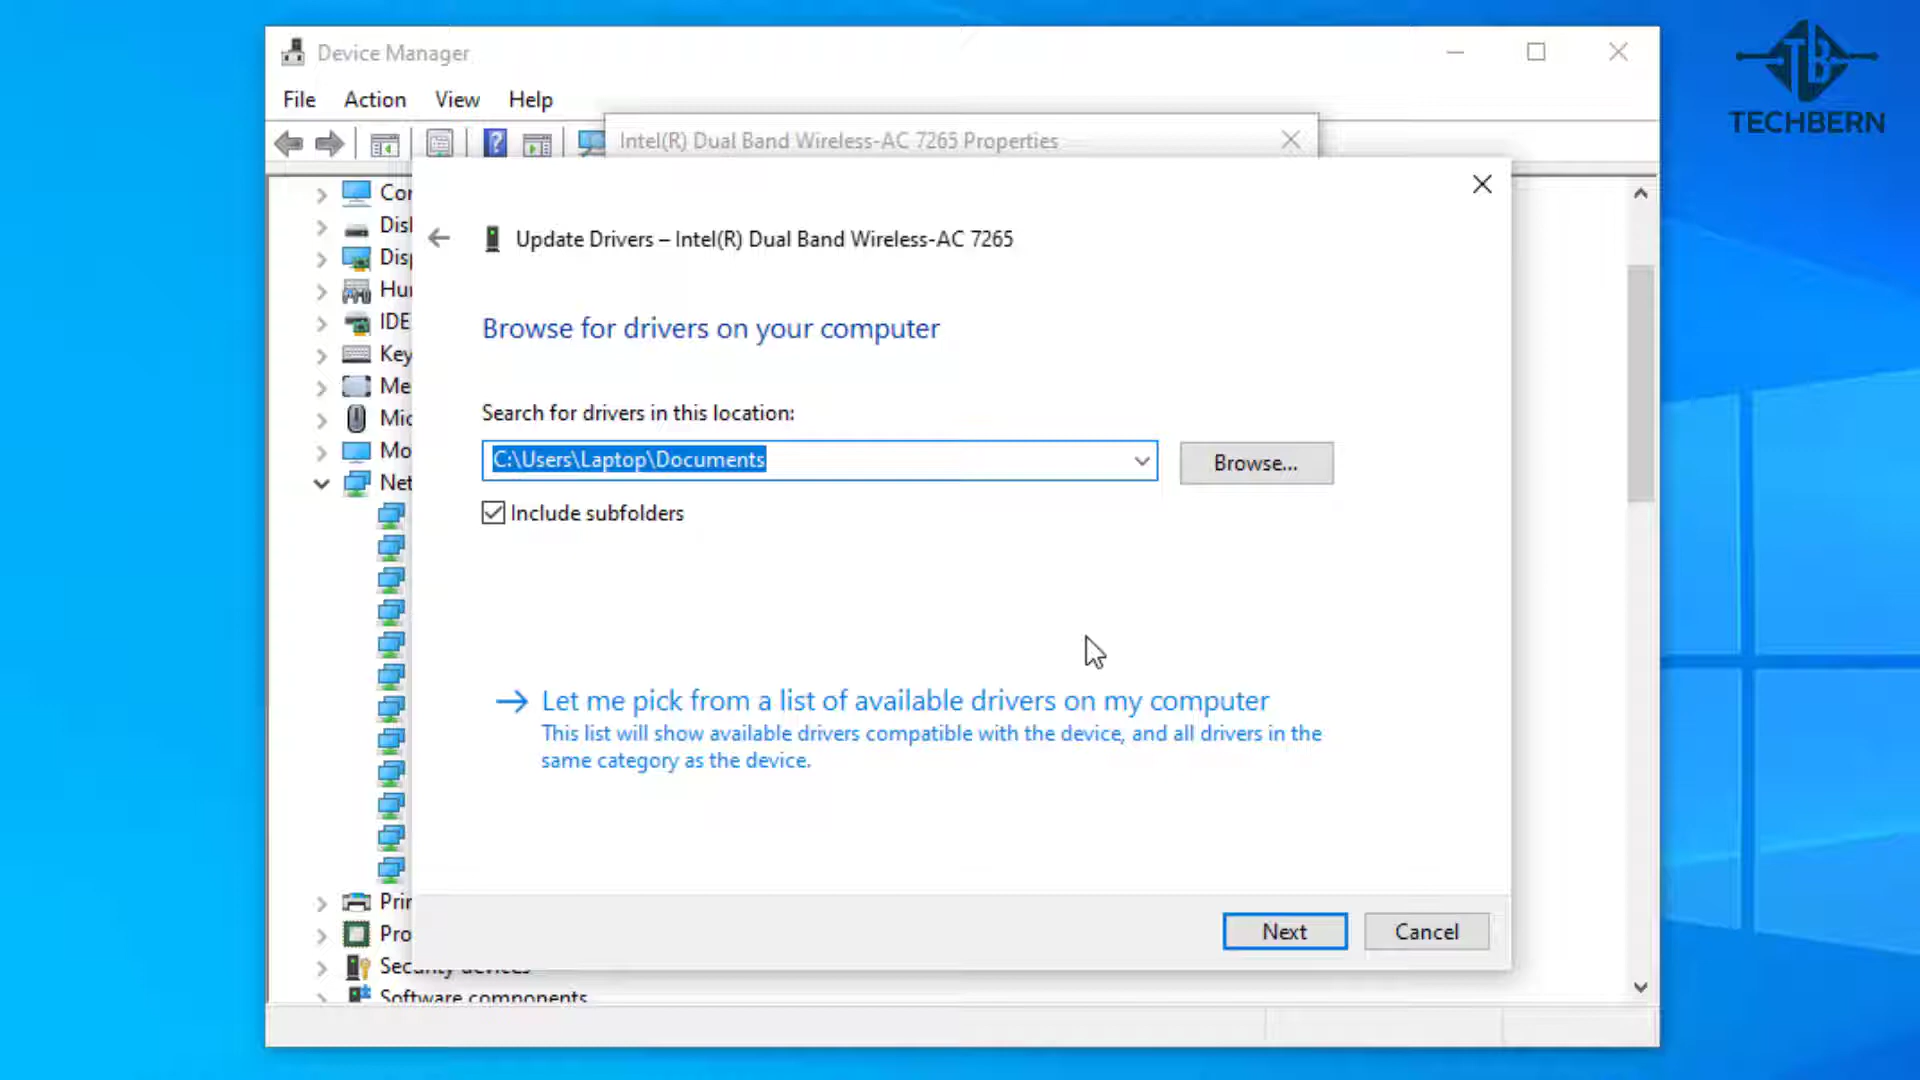 Device Manager
TECHBERN
File Action View Help
Intel(R) Dual Band Wireless-AC 7265 Properties
Update Drivers – Intel(R) Dual Band Wireless-AC 7265
Browse for drivers on your computer
Search for drivers in this location:
C:\Users\Laptop\Documents
Browse...
Include subfolders
Let me pick from a list of available drivers on my computer
This list will show available drivers compatible with the device, and all drivers in the
same category as the device.
Next
Cancel
Cor
Disk
Disp
Hur
IDE
Key
Me
Mic
Mo
Net
Prin
Pro
Security devices
Software components